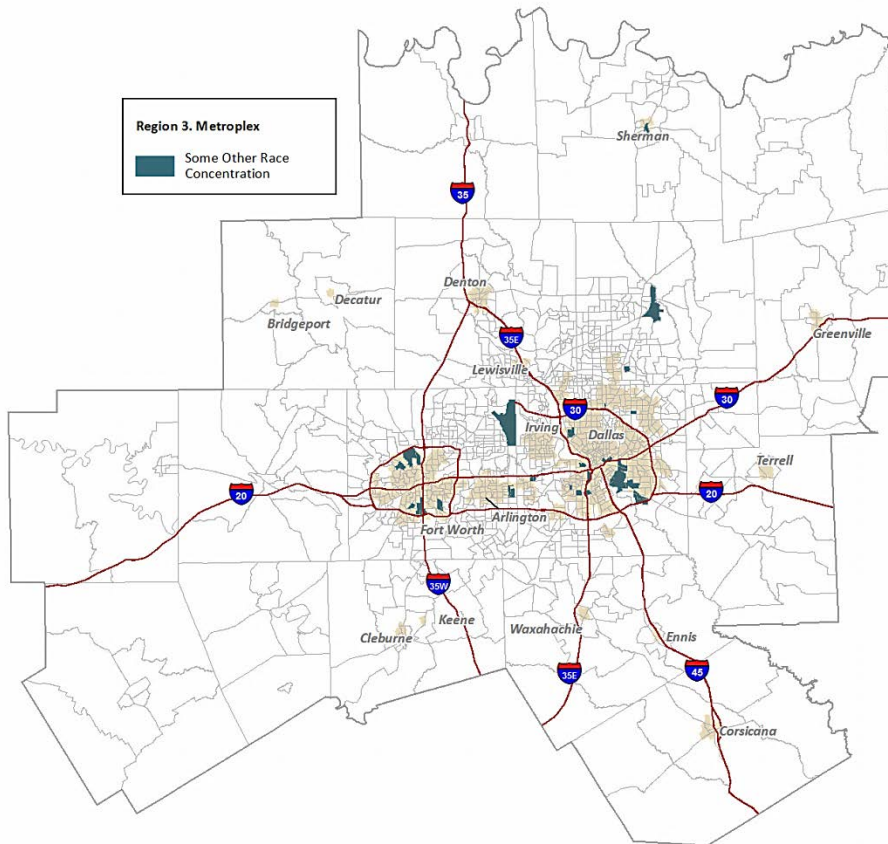 Region 3. Metroplex
Some Other Race
Concentration
Sherman
35
Denton
Decatur
Bridgeport
Greenville
35E
Lewisville
30
30
Irving
Dallas
Terrell
20
20
Arlington
Fort Worth
35W
Keene
Waxahachie
Cleburne
Ennis
35E
45
Corsicana